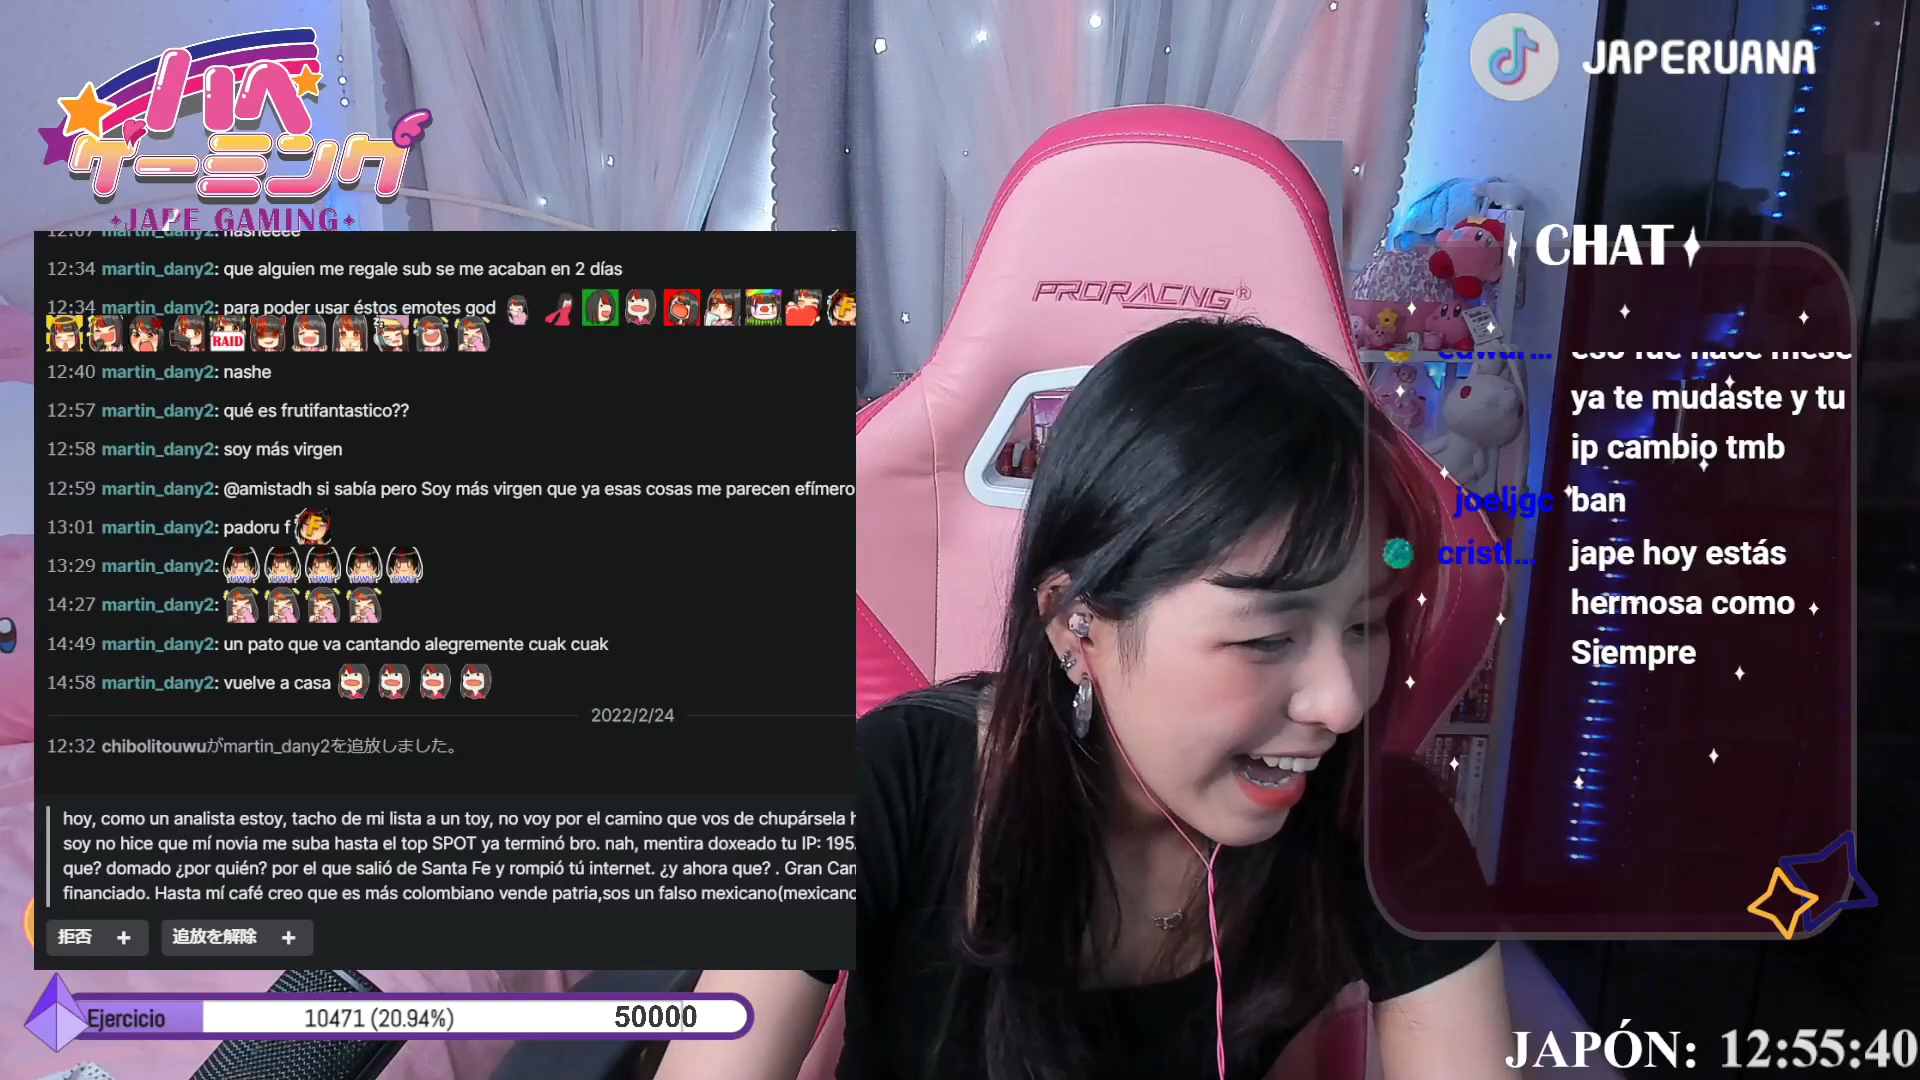 ハペ
ゲーミング
JAPE GAMING
12:07 martin_dany2: nasheeee
12:34 martin_dany2: que alguien me regale sub se me acaban en 2 días
12:34 martin_dany2: para poder usar éstos emotes god
RAID
12:40 martin_dany2: nashe
12:57 martin_dany2: qué es frutifantastico??
12:58 martin_dany2: soy más virgen
12:59 martin_dany2: @amistadh si sabía pero Soy más virgen que ya esas cosas me parecen efímero
13:01 martin_dany2: padoru f
13:29 martin_dany2:
14:27 martin_dany2:
14:49 martin_dany2: un pato que va cantando alegremente cuak cuak
14:58 martin_dany2: vuelve a casa
2022/2/24
12:32 chibolitouwuがmartin_dany2を追放しました。
hoy, como un analista estoy, tacho de mi lista a un toy, no voy por el camino que vos de chupársela h
soy no hice que mí novia me suba hasta el top SPOT ya terminó bro. nah, mentira doxeado tu IP: 195.
que? domado ¿por quién? por el que salió de Santa Fe y rompió tú internet. ¿y ahora que? . Gran Cam
financiado. Hasta mí café creo que es más colombiano vende patria,sos un falso mexicano(mexicano
拒否 +
追放を解除 +
Ejercicio 10471 (20.94%) 50000
PRORACNG®
JAPERUANA
CHAT
eso fue hace mese
ya te mudaste y tu
ip cambio tmb
joeljgc ban
cristl... jape hoy estás
hermosa como
Siempre
JAPÓN: 12:55:40